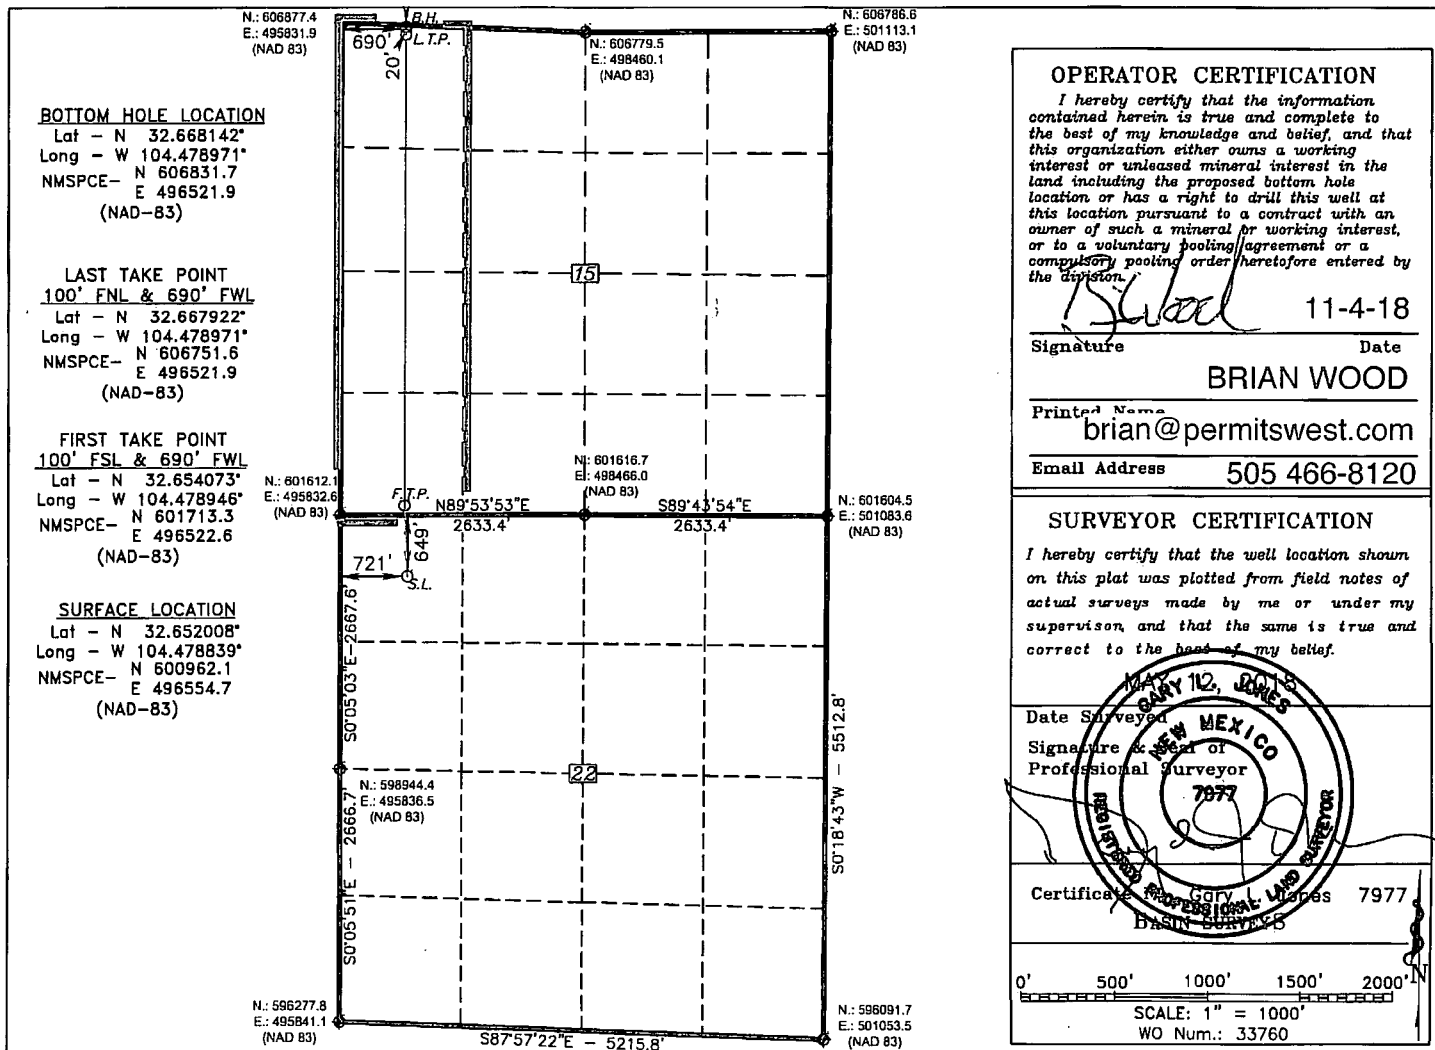 N.: 606877.4
E.: 495831.9
(NAD 83)
B.H.
L.T.P.
690'
20'
N.: 606779.5
E.: 498460.1
(NAD 83)
N.: 606786.6
E.: 501113.1
(NAD 83)
BOTTOM HOLE LOCATION
Lat - N 32.668142°
Long - W 104.478971°
NMSPCE- N 606831.7
E 496521.9
(NAD-83)
LAST TAKE POINT
100' FNL & 690' FWL
Lat - N 32.667922°
Long - W 104.478971°
NMSPCE- N 606751.6
E 496521.9
(NAD-83)
FIRST TAKE POINT
100' FSL & 690' FWL
Lat - N 32.654073°
Long - W 104.478946°
NMSPCE- N 601713.3
E 496522.6
(NAD-83)
SURFACE LOCATION
Lat - N 32.652008°
Long - W 104.478839°
NMSPCE- N 600962.1
E 496554.7
(NAD-83)
15
N.: 601612.1
E.: 495832.6
(NAD 83)
F.T.P.
N.: 601616.7
E.: 498466.0
(NAD 83)
N89°53'53"E
2633.4'
S89°43'54"E
2633.4'
N.: 601604.5
E.: 501083.6
(NAD 83)
649'
721'
S.L.
S0°05'03"E-2667.6'
22
N.: 598944.4
E.: 495836.5
(NAD 83)
S0°05'51"E - 2666.7'
S0°18'43"W - 5512.8'
N.: 596277.8
E.: 495841.1
(NAD 83)
S87°57'22"E - 5215.8'
N.: 596091.7
E.: 501053.5
(NAD 83)
OPERATOR CERTIFICATION
I hereby certify that the information
contained herein is true and complete to
the best of my knowledge and belief, and that
this organization either owns a working
interest or unleased mineral interest in the
land including the proposed bottom hole
location or has a right to drill this well at
this location pursuant to a contract with an
owner of such a mineral or working interest,
or to a voluntary pooling agreement or a
compulsory pooling order heretofore entered by
the division.
B Wood 11-4-18
Signature Date
BRIAN WOOD
Printed Name
brian@permitswest.com
Email Address 505 466-8120
SURVEYOR CERTIFICATION
I hereby certify that the well location shown
on this plat was plotted from field notes of
actual surveys made by me or under my
supervison, and that the same is true and
correct to the best of my belief.
MAY 12, 2018
Date Surveyed
Signature & Seal of
Professional Surveyor
GARY L. JONES
NEW MEXICO
7977
REGISTERED PROFESSIONAL LAND SURVEYOR
Certificate Gary L. Jones 7977
BASIN SURVEYS
N
0' 500' 1000' 1500' 2000'
SCALE: 1" = 1000'
WO Num.: 33760